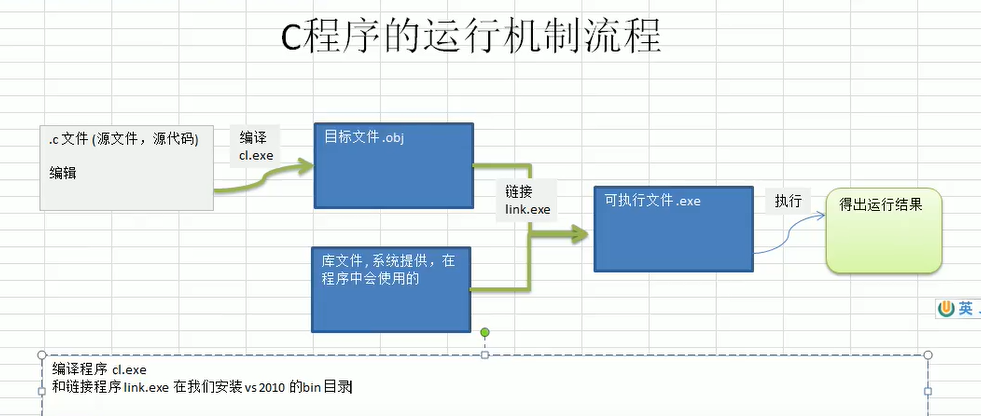 C程序的运行机制流程
.c 文件 (源文件，源代码)
编辑
编译
cl.exe
目标文件.obj
链接
link.exe
库文件,系统提供，在
程序中会使用的
可执行文件.exe
执行
得出运行结果
英
编译程序 cl.exe
和链接程序 link.exe 在我们安装 vs2010 的bin 目录